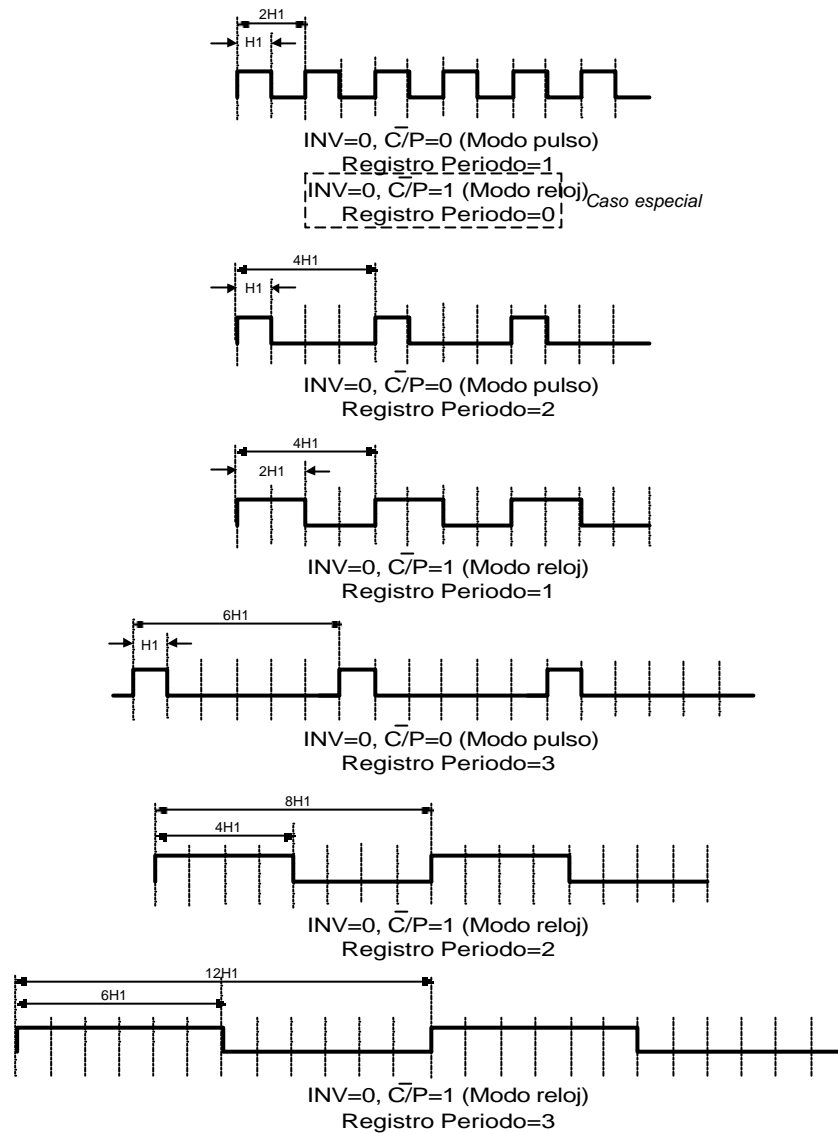 2H1
H1
INV=0, C̅/P=0 (Modo pulso)
Registro Periodo=1
INV=0, C̅/P=1 (Modo reloj)
Caso especial
Registro Periodo=0
4H1
H1
INV=0, C̅/P=0 (Modo pulso)
Registro Periodo=2
4H1
2H1
INV=0, C̅/P=1 (Modo reloj)
Registro Periodo=1
6H1
H1
INV=0, C̅/P=0 (Modo pulso)
Registro Periodo=3
8H1
4H1
INV=0, C̅/P=1 (Modo reloj)
Registro Periodo=2
12H1
6H1
INV=0, C̅/P=1 (Modo reloj)
Registro Periodo=3